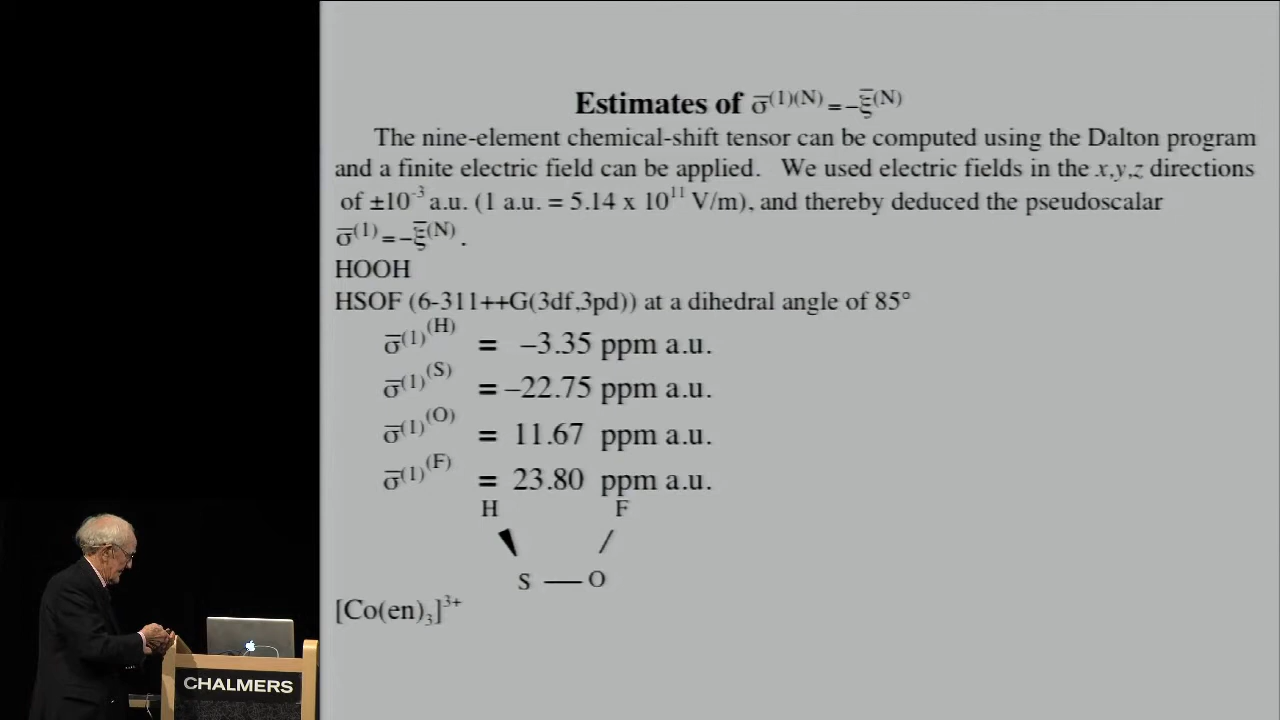 Estimates of σ̅⁽¹⁾⁽ᴺ⁾ = –ξ̅⁽ᴺ⁾
The nine-element chemical-shift tensor can be computed using the Dalton program
and a finite electric field can be applied. We used electric fields in the x,y,z directions
of ±10⁻³ a.u. (1 a.u. = 5.14 x 10¹¹ V/m), and thereby deduced the pseudoscalar
σ̅⁽¹⁾ = –ξ̅⁽ᴺ⁾ .
HOOH
HSOF (6-311++G(3df,3pd)) at a dihedral angle of 85°
σ̅⁽¹⁾(H) = –3.35 ppm a.u.
σ̅⁽¹⁾(S) = –22.75 ppm a.u.
σ̅⁽¹⁾(O) = 11.67 ppm a.u.
σ̅⁽¹⁾(F) = 23.80 ppm a.u.
H F
S — O
[Co(en)₃]³⁺
CHALMERS